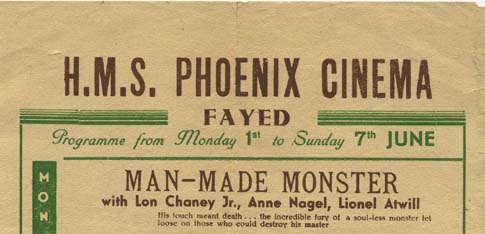 H.M.S. PHOENIX CINEMA
FAYED
Programme from Monday 1st to Sunday 7th JUNE
MON
MAN-MADE MONSTER
with Lon Chaney Jr., Anne Nagel, Lionel Atwill
His touch meant death . . . the incredible fury of a soul-less monster let
loose on those who could destroy his master